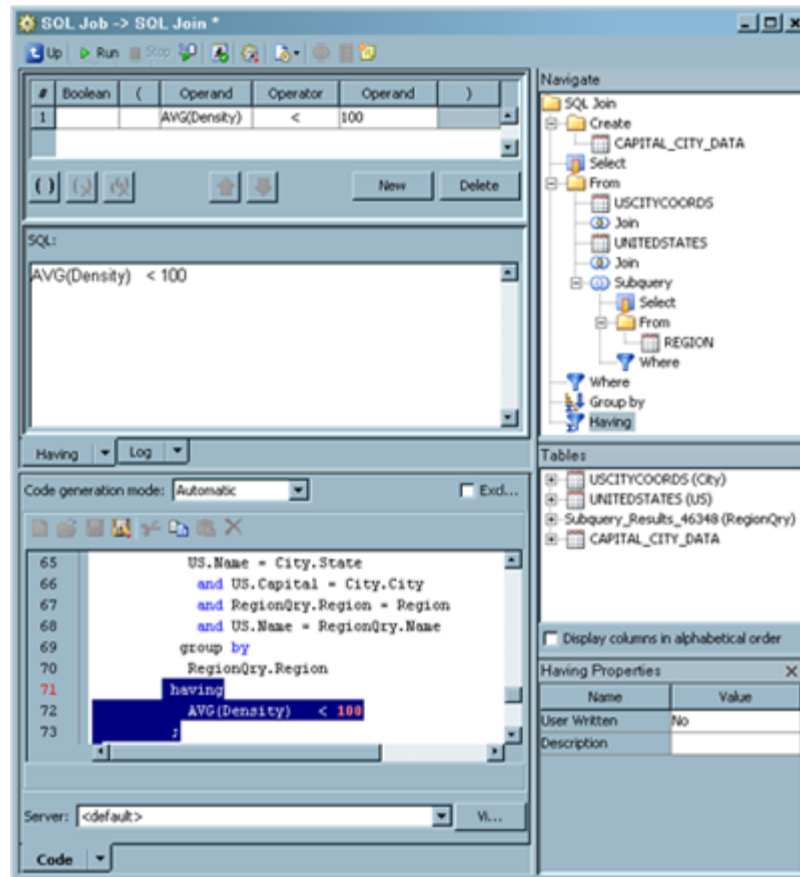 SQL Job -> SQL Join *
Up Run Stop
# Boolean ( Operand Operator Operand )
1 AVG(Density) < 100
( ) New Delete
SQL:
AVG(Density) < 100
Having Log
Code generation mode: Automatic Excl...
65 US.Name = City.State
66 and US.Capital = City.City
67 and RegionQry.Region = Region
68 and US.Name = RegionQry.Name
69 group by
70 RegionQry.Region
71 having
72 AVG(Density) < 100
73 ;
Server: <default> Vi...
Code
Navigate
SQL Join
Create
CAPITAL_CITY_DATA
Select
From
USCITYCOORDS
Join
UNITEDSTATES
Join
Subquery
Select
From
REGION
Where
Where
Group by
Having
Tables
USCITYCOORDS (City)
UNITEDSTATES (US)
Subquery_Results_46348 (RegionQry)
CAPITAL_CITY_DATA
Display columns in alphabetical order
Having Properties
Name Value
User Written No
Description